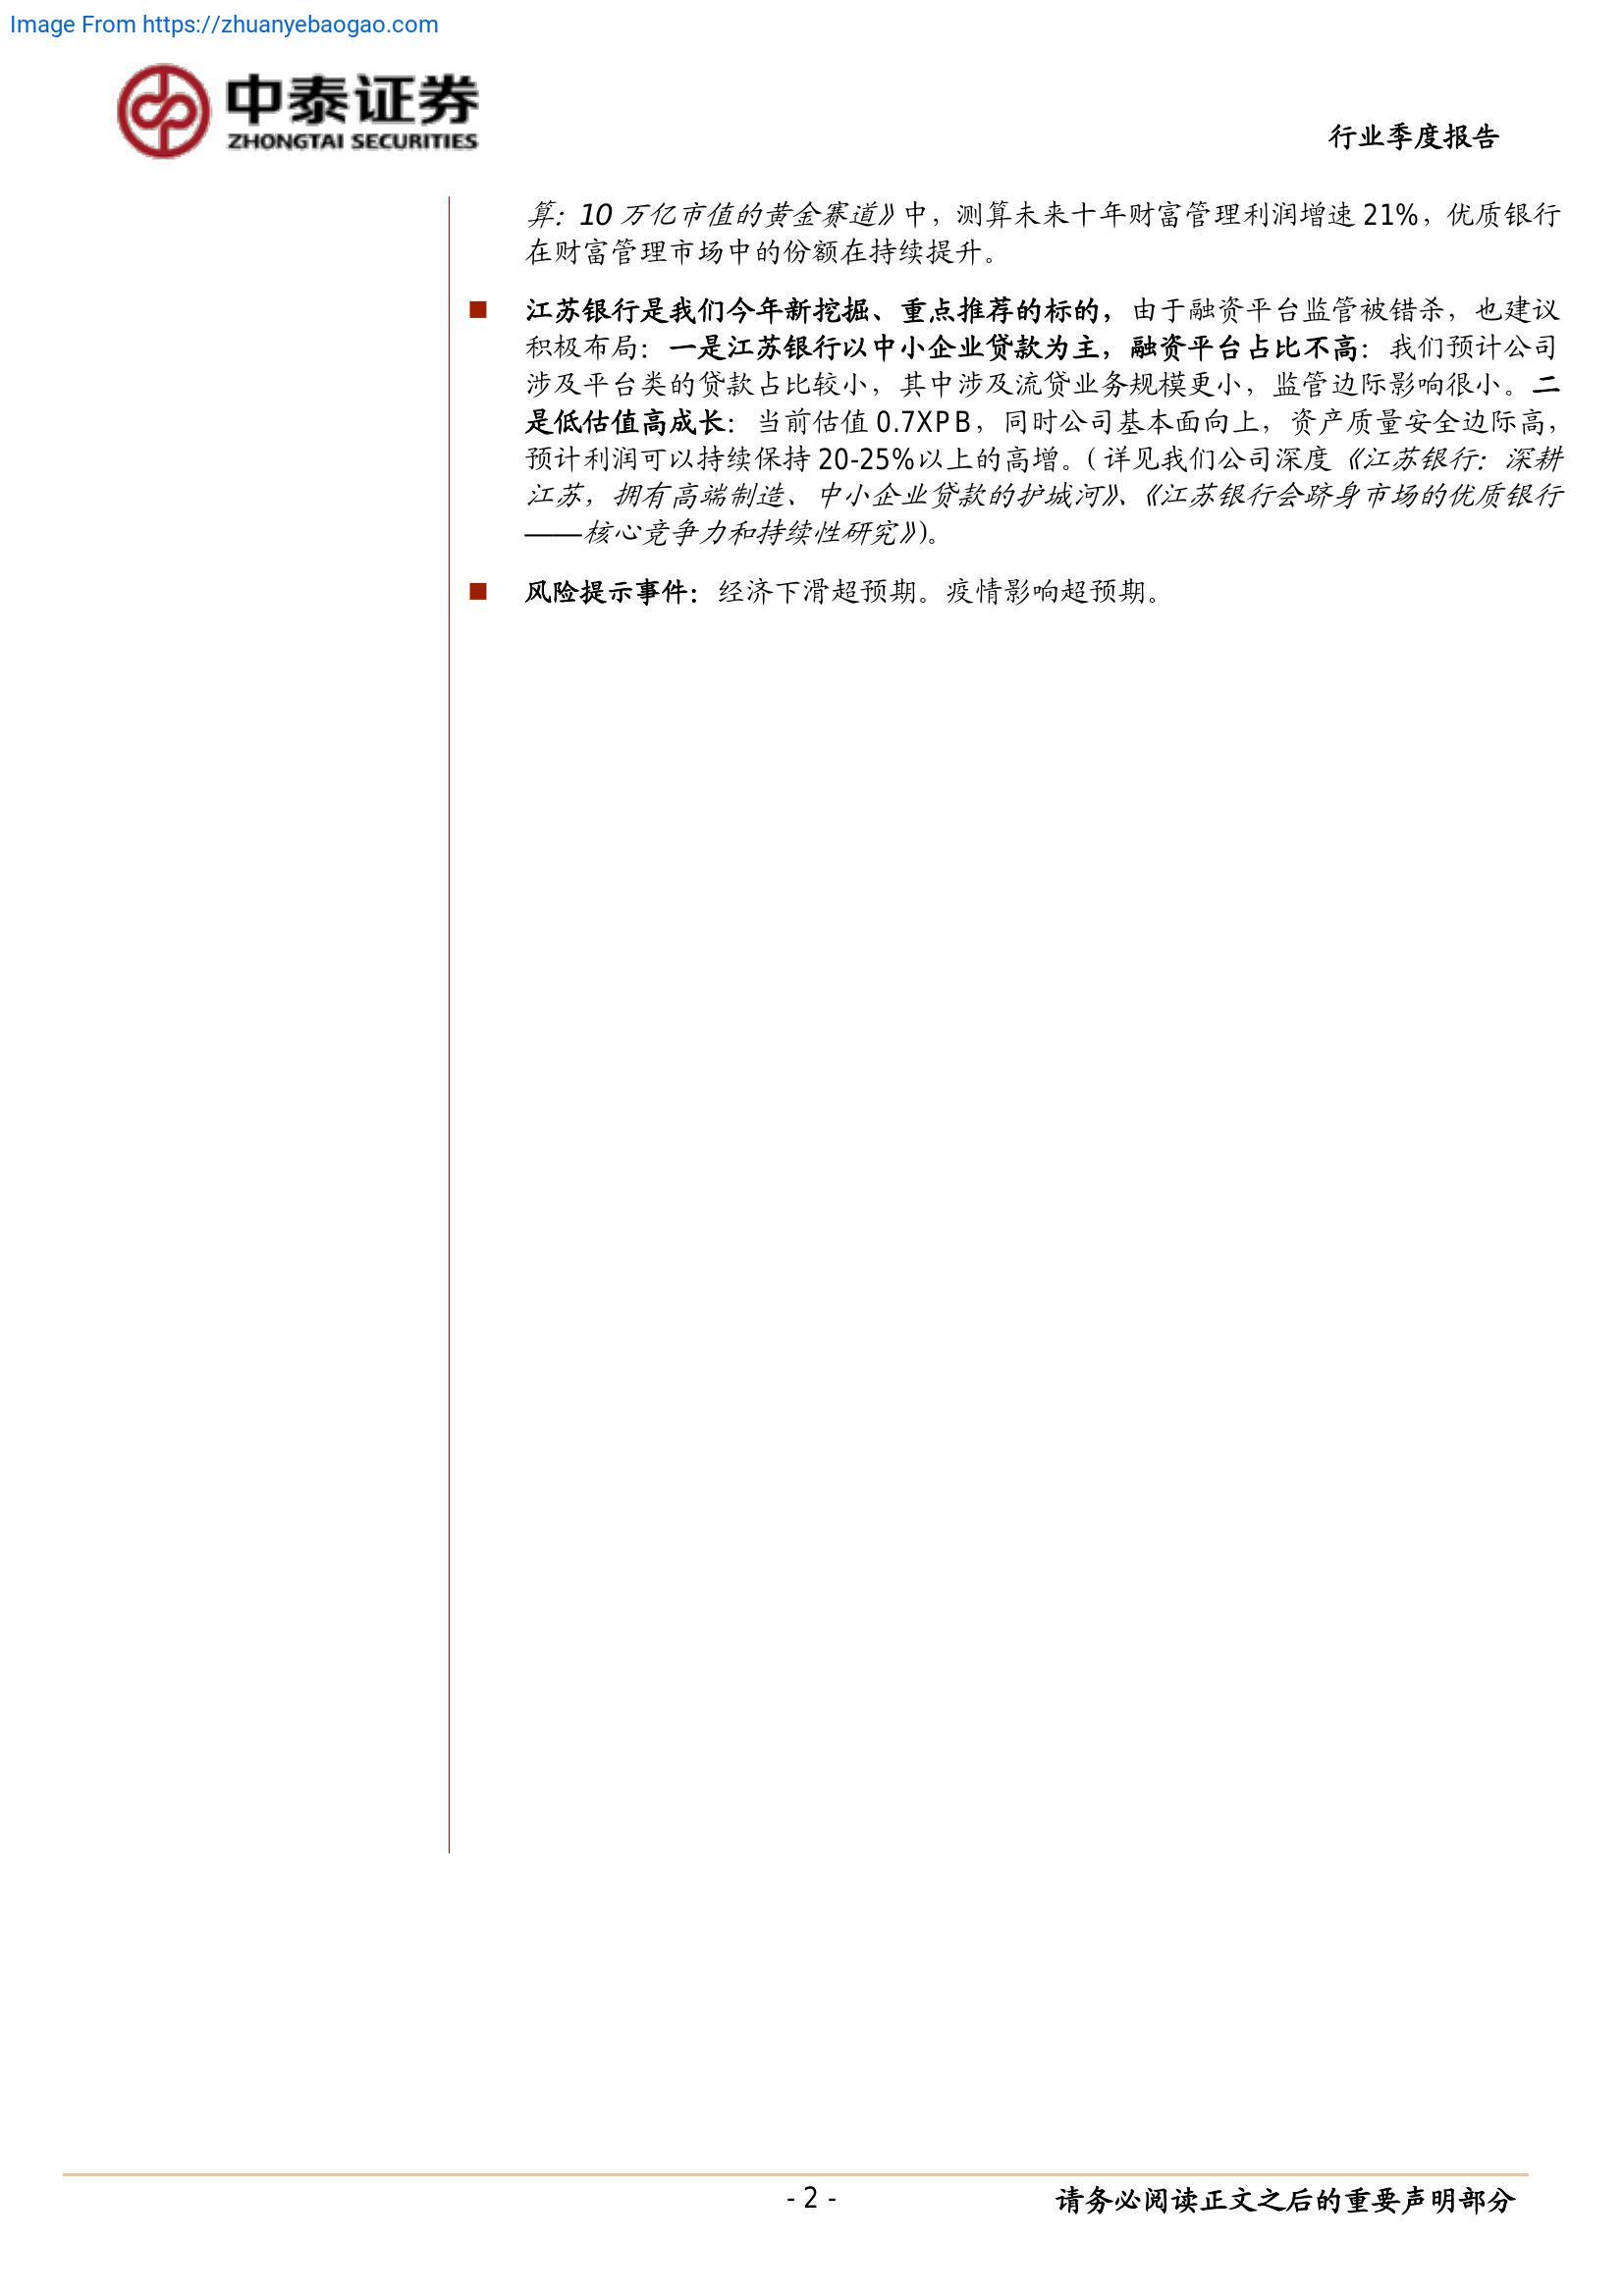 Image From https://zhuanyebaogao.com
中泰证券
ZHONGTAI SECURITIES
行业季度报告
算：10 万亿市值的黄金赛道》中，测算未来十年财富管理利润增速 21%，优质银行
在财富管理市场中的份额在持续提升。
■ 江苏银行是我们今年新挖掘、重点推荐的标的，由于融资平台监管被错杀，也建议
积极布局：一是江苏银行以中小企业贷款为主，融资平台占比不高：我们预计公司
涉及平台类的贷款占比较小，其中涉及流贷业务规模更小，监管边际影响很小。二
是低估值高成长：当前估值 0.7XPB，同时公司基本面向上，资产质量安全边际高，
预计利润可以持续保持 20-25%以上的高增。（详见我们公司深度《江苏银行：深耕
江苏，拥有高端制造、中小企业贷款的护城河》、《江苏银行会跻身市场的优质银行
——核心竞争力和持续性研究》）。
■ 风险提示事件：经济下滑超预期。疫情影响超预期。
- 2 -
请务必阅读正文之后的重要声明部分